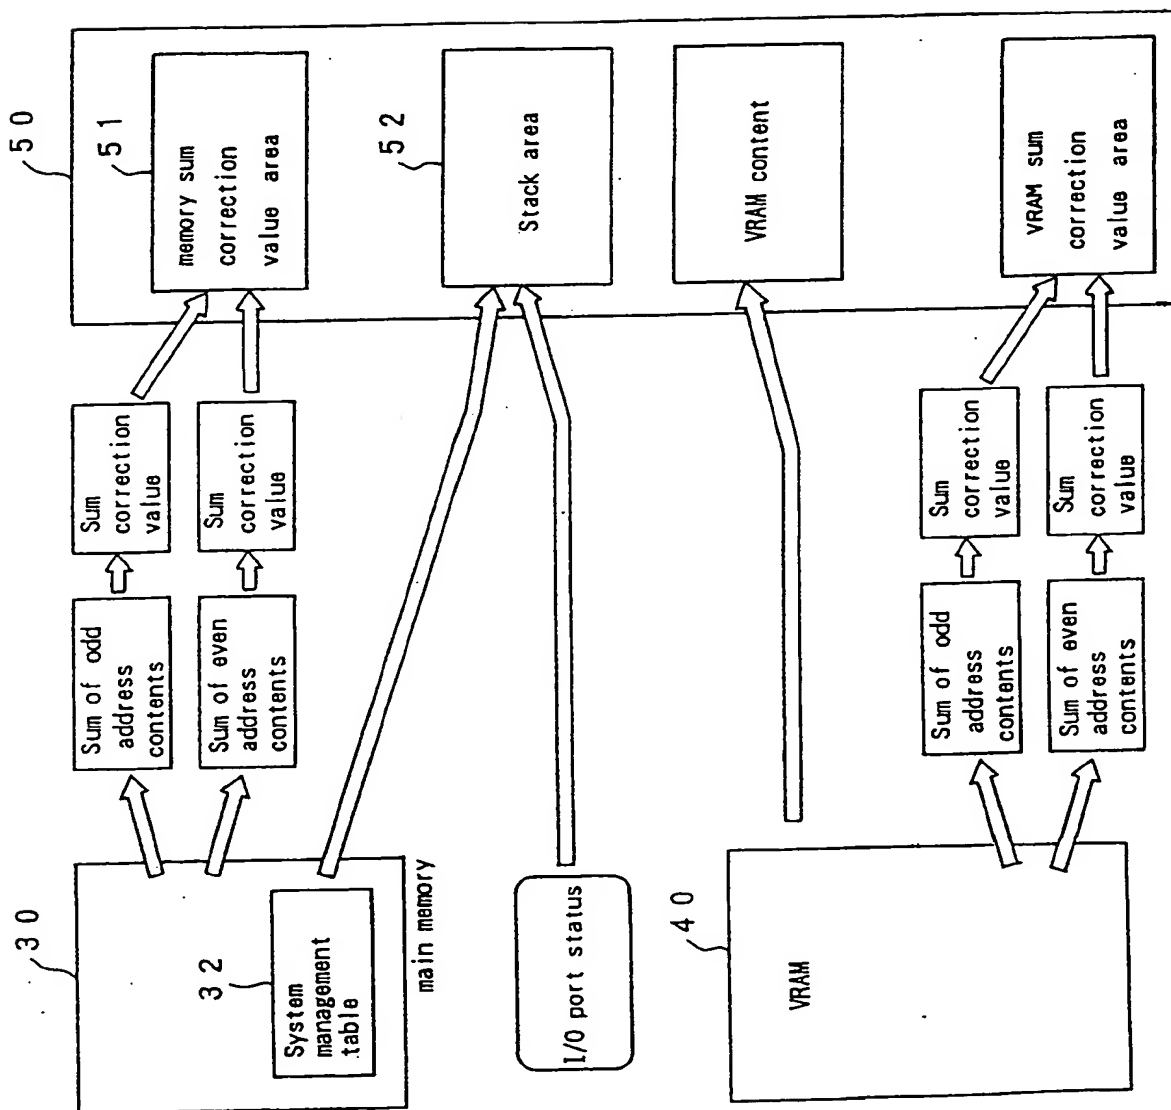 30
32
System
management
table
main memory
Sum of odd
address
contents
Sum of even
address
contents
Sum
correction
value
Sum
correction
value
50
51
memory sum
correction
value area
52
Stack area
I/O port status
VRAM content
40
VRAM
Sum of odd
address
contents
Sum of even
address
contents
Sum
correction
value
Sum
correction
value
VRAM sum
correction
value area